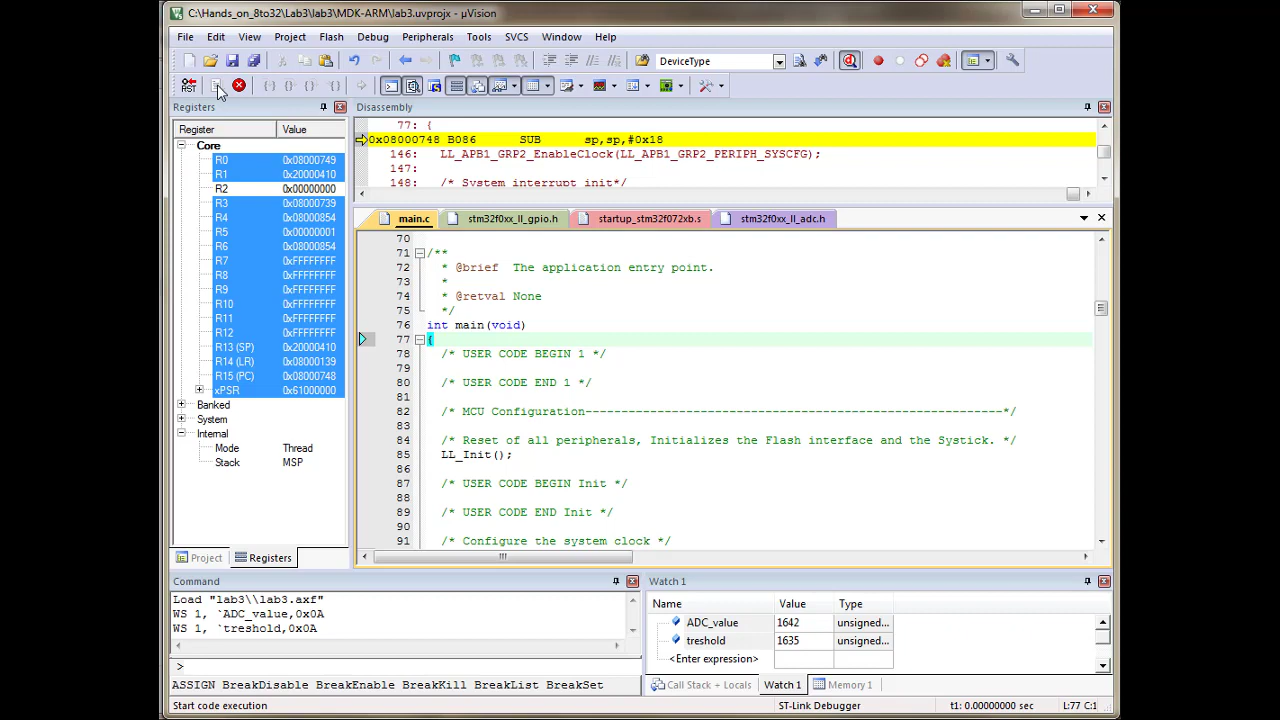 C:\Hands_on_8to32\Lab3\lab3\MDK-ARM\lab3.uvprojx - µVision
File Edit View Project Flash Debug Peripherals Tools SVCS Window Help
DeviceType
Registers
Register Value
Core
R0 0x08000749
R1 0x20000410
R2 0x00000000
R3 0x08000739
R4 0x08000854
R5 0x00000001
R6 0x08000854
R7 0xFFFFFFFF
R8 0xFFFFFFFF
R9 0xFFFFFFFF
R10 0xFFFFFFFF
R11 0xFFFFFFFF
R12 0xFFFFFFFF
R13 (SP) 0x20000410
R14 (LR) 0x08000139
R15 (PC) 0x08000748
xPSR 0x61000000
Banked
System
Internal
Mode Thread
Stack MSP
Project Registers
Disassembly
77: {
0x08000748 B086 SUB sp,sp,#0x18
146: LL_APB1_GRP2_EnableClock(LL_APB1_GRP2_PERIPH_SYSCFG);
147:
148: /* System interrupt init*/
main.c stm32f0xx_ll_gpio.h startup_stm32f072xb.s stm32f0xx_ll_adc.h
70
71 /**
72 * @brief The application entry point.
73 *
74 * @retval None
75 */
76 int main(void)
77 {
78 /* USER CODE BEGIN 1 */
79
80 /* USER CODE END 1 */
81
82 /* MCU Configuration----------------------------------------------------------*/
83
84 /* Reset of all peripherals, Initializes the Flash interface and the Systick. */
85 LL_Init();
86
87 /* USER CODE BEGIN Init */
88
89 /* USER CODE END Init */
90
91 /* Configure the system clock */
Command
Load "lab3\\lab3.axf"
WS 1, `ADC_value,0x0A
WS 1, `treshold,0x0A
>
ASSIGN BreakDisable BreakEnable BreakKill BreakList BreakSet
Watch 1
Name Value Type
ADC_value 1642 unsigned...
treshold 1635 unsigned...
<Enter expression>
Call Stack + Locals Watch 1 Memory 1
Start code execution ST-Link Debugger t1: 0.00000000 sec L:77 C:1